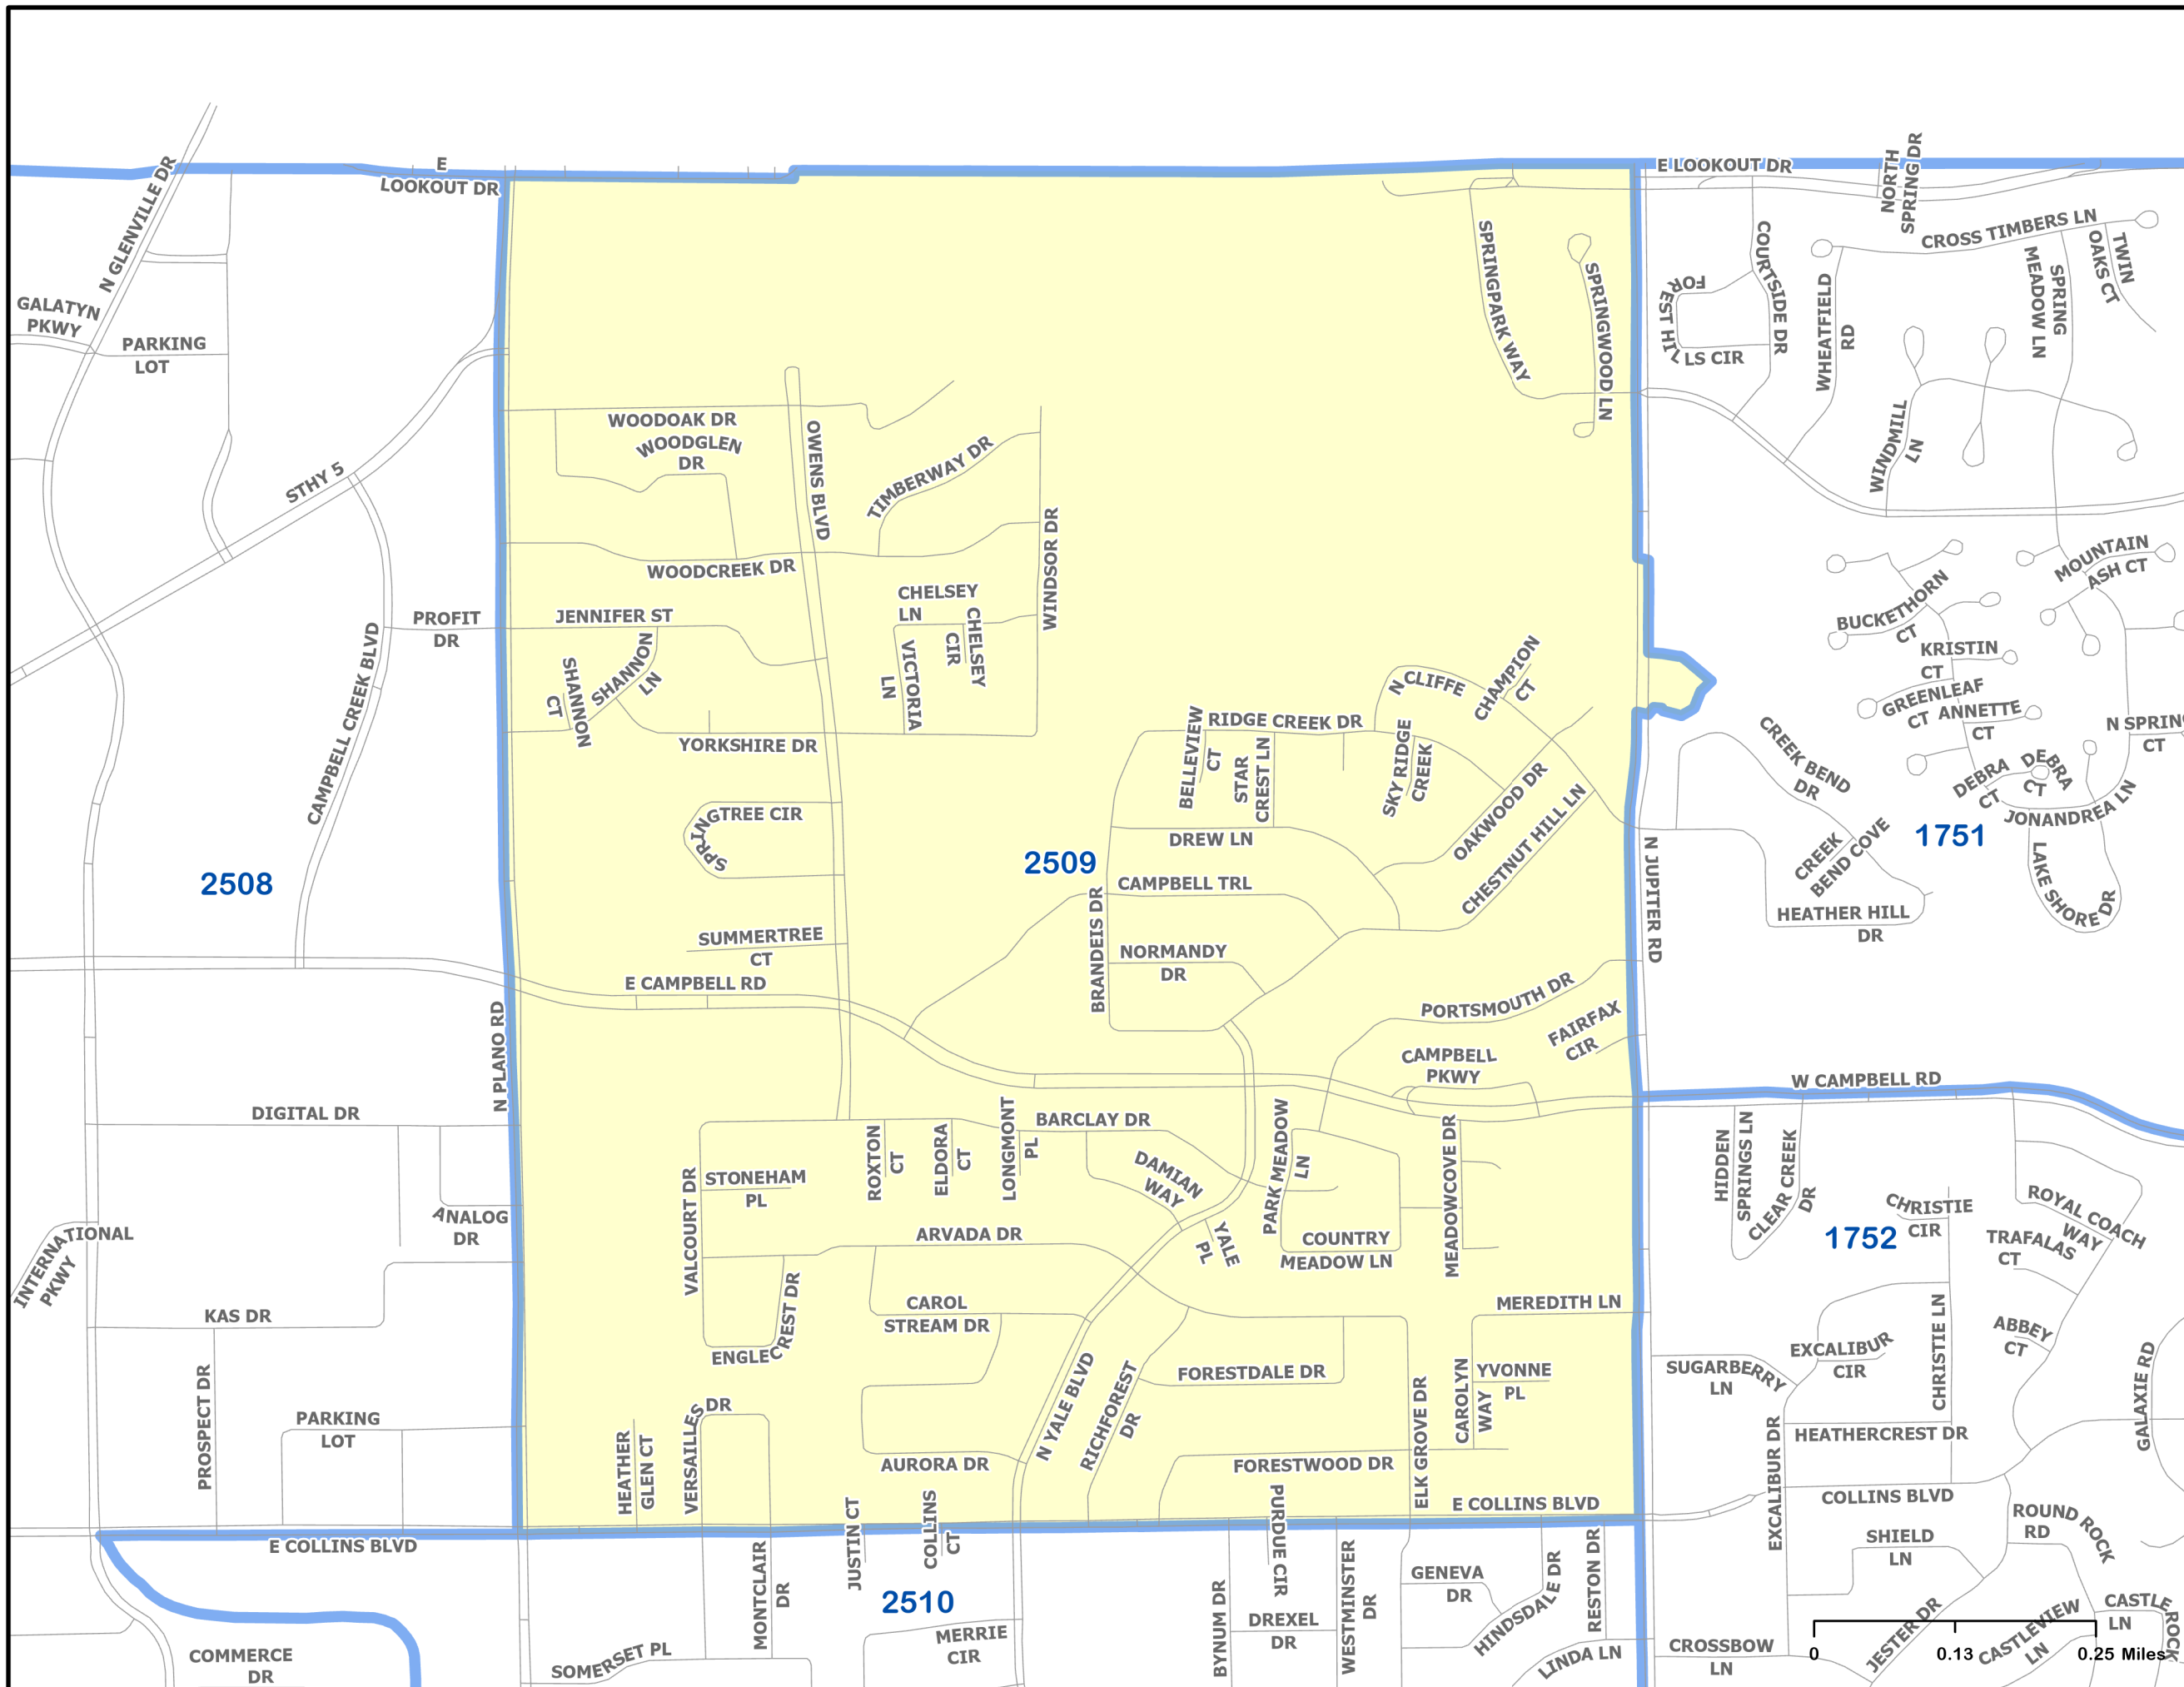 E
LOOKOUT DR
E LOOKOUT DR
NORTH
SPRING DR
N GLENVILLE DR
GALATYN
PKWY
PARKING
LOT
STHY 5
PROFIT
DR
CAMPBELL CREEK BLVD
2508
N PLANO RD
DIGITAL DR
ANALOG
DR
INTERNATIONAL
PKWY
KAS DR
PROSPECT DR
PARKING
LOT
E COLLINS BLVD
COMMERCE
DR
WOODOAK DR
WOODGLEN
DR
OWENS BLVD
TIMBERWAY DR
WOODCREEK DR
WINDSOR DR
JENNIFER ST
SHANNON
CT
SHANNON
LN
CHELSEY
LN
CHELSEY
CIR
VICTORIA
LN
YORKSHIRE DR
SPRINGTREE CIR
SUMMERTREE
CT
E CAMPBELL RD
2509
SPRINGPARK WAY
SPRINGWOOD LN
N CLIFFE
CHAMPION
CT
RIDGE CREEK DR
BELLEVIEW
CT
STAR
CREST LN
SKY RIDGE
CREEK
DREW LN
OAKWOOD DR
CHESTNUT HILL LN
CAMPBELL TRL
BRANDEIS DR
NORMANDY
DR
PORTSMOUTH DR
FAIRFAX
CIR
CAMPBELL
PKWY
N JUPITER RD
BARCLAY DR
ROXTON
CT
ELDORA
CT
LONGMONT
PL
STONEHAM
PL
VALCOURT DR
DAMIAN
WAY
YALE
PL
PARK MEADOW
LN
COUNTRY
MEADOW LN
MEADOWCOVE DR
ARVADA DR
ENGLECREST DR
CAROL
STREAM DR
MEREDITH LN
FORESTDALE DR
YVONNE
PL
CAROLYN
WAY
ELK GROVE DR
N YALE BLVD
RICHFOREST
DR
HEATHER
GLEN CT
VERSAILLES DR
AURORA DR
FORESTWOOD DR
E COLLINS BLVD
JUSTIN CT
COLLINS
CT
PURDUE CIR
MONTCLAIR
DR
2510
SOMERSET PL
MERRIE
CIR
BYNUM DR
DREXEL
DR
WESTMINSTER
DR
GENEVA
DR
HINDSDALE DR
RESTON DR
LINDA LN
COURTSIDE DR
FOREST HILLS CIR
WHEATFIELD
RD
CROSS TIMBERS LN
SPRING
MEADOW LN
TWIN
OAKS CT
WINDMILL
LN
MOUNTAIN
ASH CT
BUCKETHORN
CT
KRISTIN
CT
GREENLEAF
CT
ANNETTE
CT
N SPRIN
CT
DEBRA
CT
DEBRA
CT
JONANDREA LN
LAKE SHORE DR
1751
CREEK BEND
DR
CREEK
BEND COVE
HEATHER HILL
DR
W CAMPBELL RD
HIDDEN
SPRINGS LN
CLEAR CREEK
DR
1752
CHRISTIE
CIR
ROYAL COACH
WAY
TRAFALAS
CT
ABBEY
CT
CHRISTIE LN
EXCALIBUR
CIR
SUGARBERRY
LN
GALAXIE RD
HEATHERCREST DR
EXCALIBUR DR
COLLINS BLVD
SHIELD
LN
ROUND ROCK
RD
CROSSBOW
LN
JESTER DR
CASTLEVIEW
LN
CASTLE
LN
ROCK
0 0.13 0.25 Miles